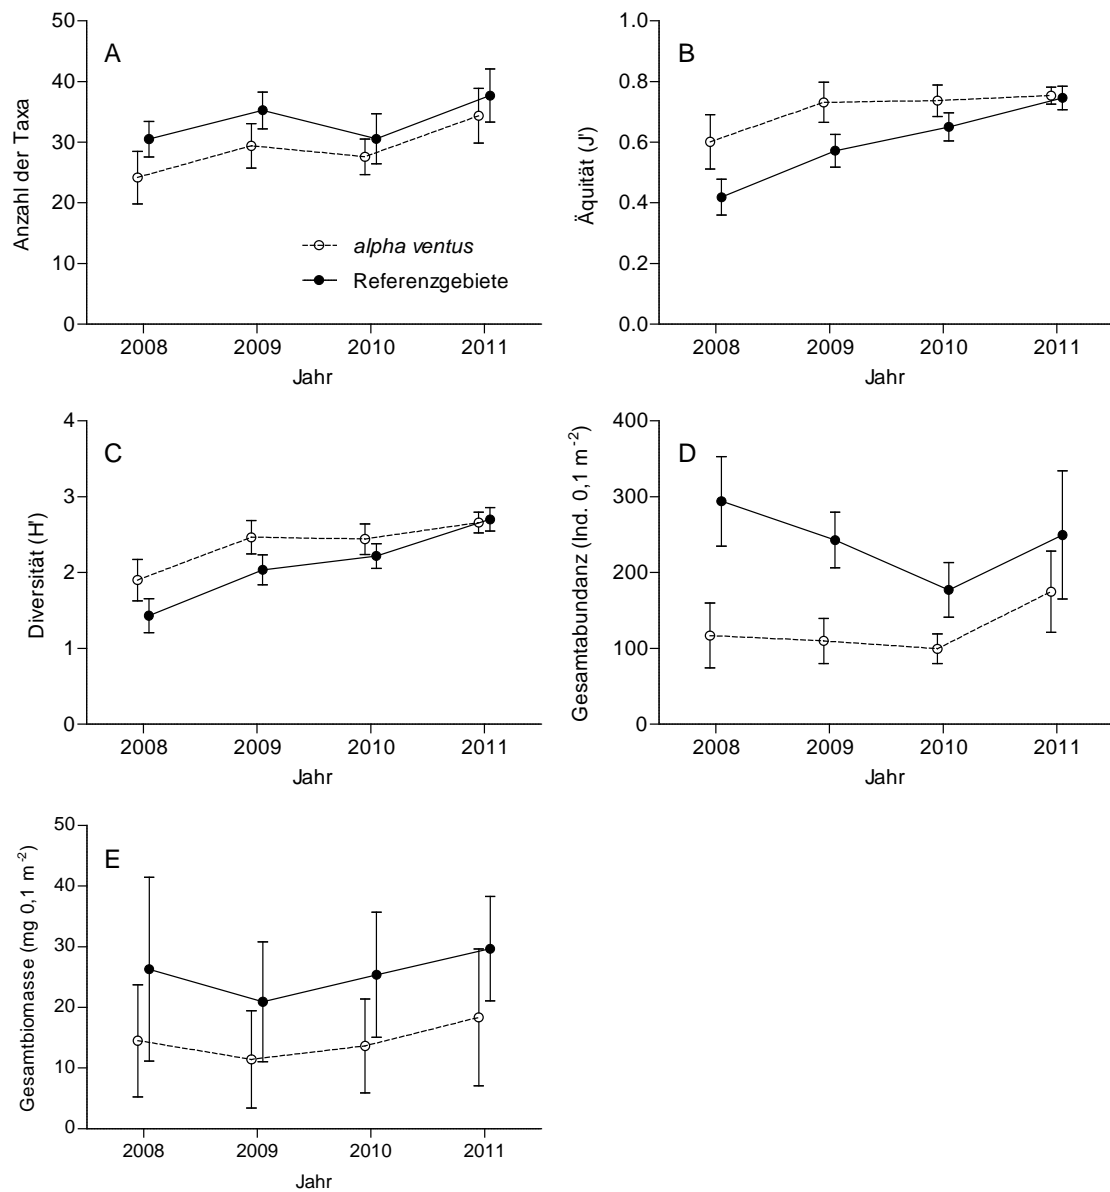 A
Anzahl der Taxa
50
40
30
20
10
0
alpha ventus
Referenzgebiete
2008 2009 2010 2011
Jahr
B
Äquität (J')
1.0
0.8
0.6
0.4
0.2
0.0
2008 2009 2010 2011
Jahr
C
Diversität (H')
4
3
2
1
0
2008 2009 2010 2011
Jahr
D
Gesamtabundanz (Ind. 0,1 m⁻²)
400
300
200
100
0
2008 2009 2010 2011
Jahr
E
Gesamtbiomasse (mg 0,1 m⁻²)
50
40
30
20
10
0
2008 2009 2010 2011
Jahr